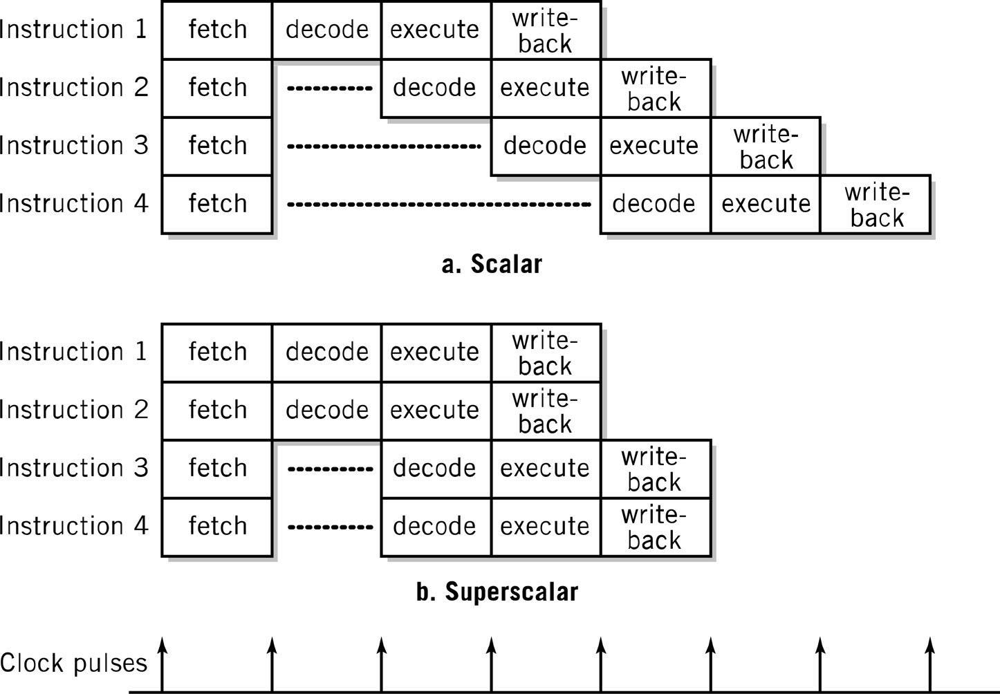 Instruction 1 fetch decode execute write-
back
Instruction 2 fetch decode execute write-
back
Instruction 3 fetch decode execute write-
back
Instruction 4 fetch decode execute write-
back
a. Scalar
Instruction 1 fetch decode execute write-
back
Instruction 2 fetch decode execute write-
back
Instruction 3 fetch decode execute write-
back
Instruction 4 fetch decode execute write-
back
b. Superscalar
Clock pulses